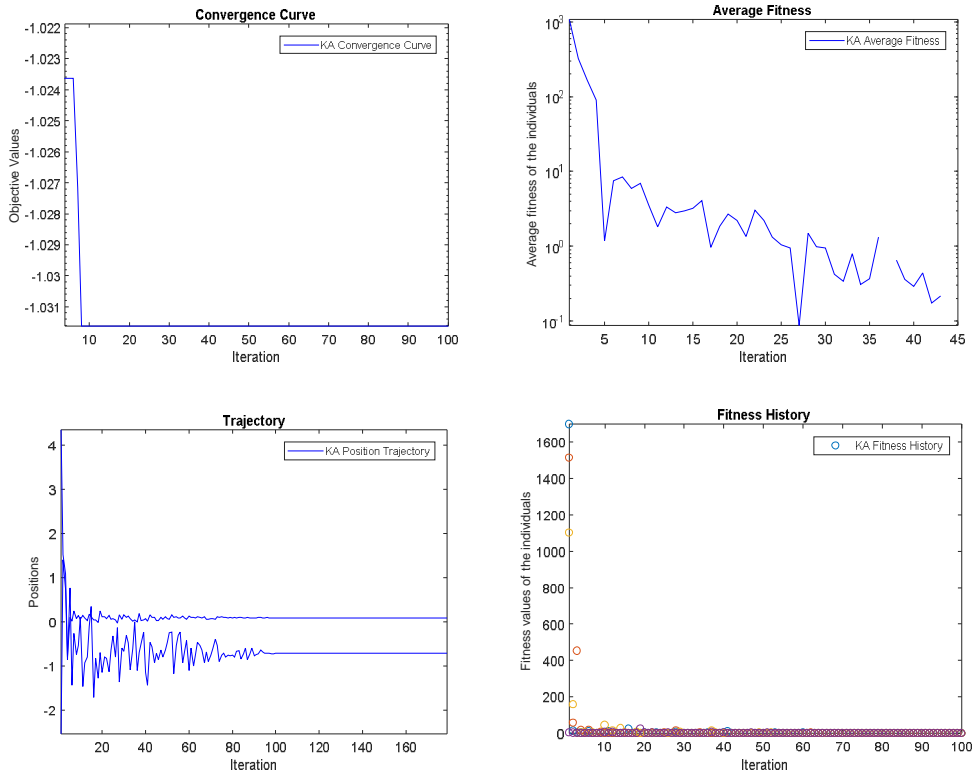 Convergence Curve
-1.022
-1.023
-1.024
-1.025
-1.026
-1.027
-1.028
-1.029
-1.03
-1.031
Objective Values
KA Convergence Curve
10 20 30 40 50 60 70 80 90 100
Iteration
Average Fitness
10^3
10^2
10^1
10^0
10^-1
Average fitness of the individuals
KA Average Fitness
5 10 15 20 25 30 35 40 45
Iteration
Trajectory
4
3
2
1
0
-1
-2
Positions
KA Position Trajectory
20 40 60 80 100 120 140 160
Iteration
Fitness History
1600
1400
1200
1000
800
600
400
200
0
Fitness values of the individuals
KA Fitness History
10 20 30 40 50 60 70 80 90 100
Iteration